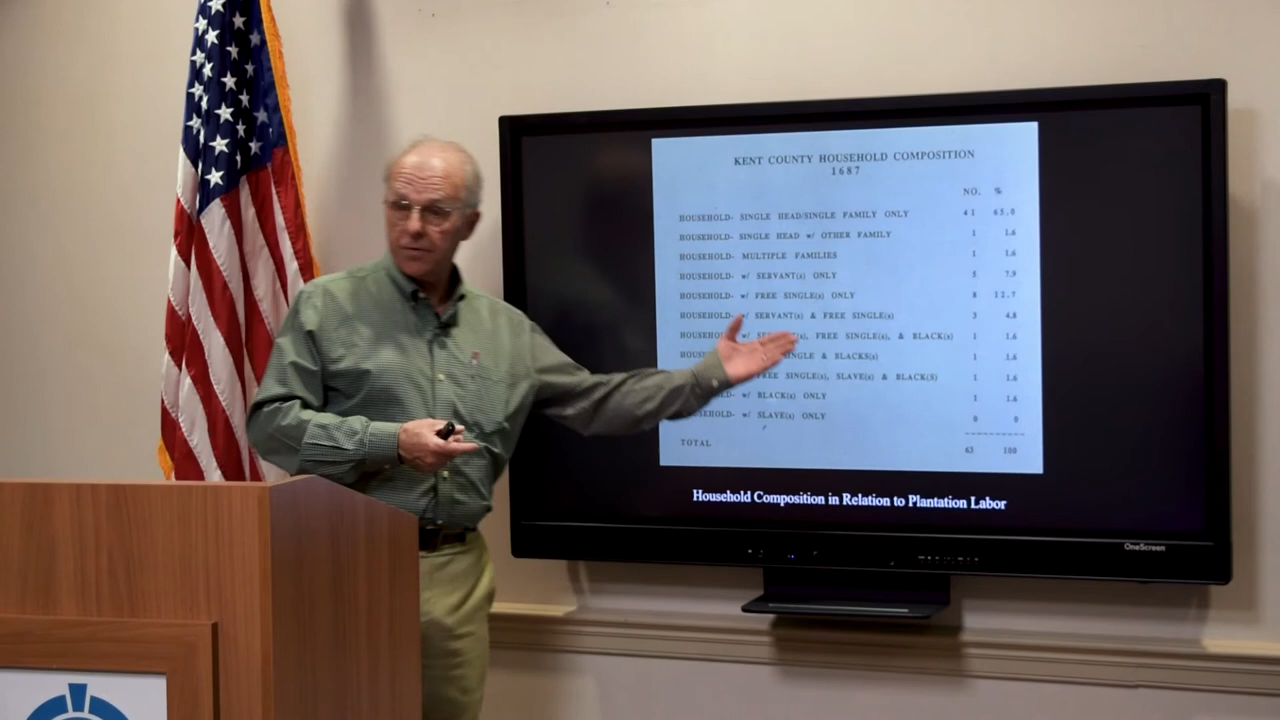 KENT COUNTY HOUSEHOLD COMPOSITION
1687
NO. %
HOUSEHOLD- SINGLE HEAD/SINGLE FAMILY ONLY 41 65.0
HOUSEHOLD- SINGLE HEAD w/ OTHER FAMILY 1 1.6
HOUSEHOLD- MULTIPLE FAMILIES 1 1.6
HOUSEHOLD- w/ SERVANT(s) ONLY 5 7.9
HOUSEHOLD- w/ FREE SINGLE(s) ONLY 8 12.7
HOUSEHOLD- w/ SERVANT(s) & FREE SINGLE(s) 3 4.8
FREE SINGLE(s), & BLACK(s) 1 1.6
SINGLE & BLACKS(s) 1 1.6
FREE SINGLE(s), SLAVE(s) & BLACK(S) 1 1.6
w/ BLACK(s) ONLY 1 1.6
w/ SLAVE(s) ONLY 0 0
TOTAL 63 100
Household Composition in Relation to Plantation Labor
OneScreen